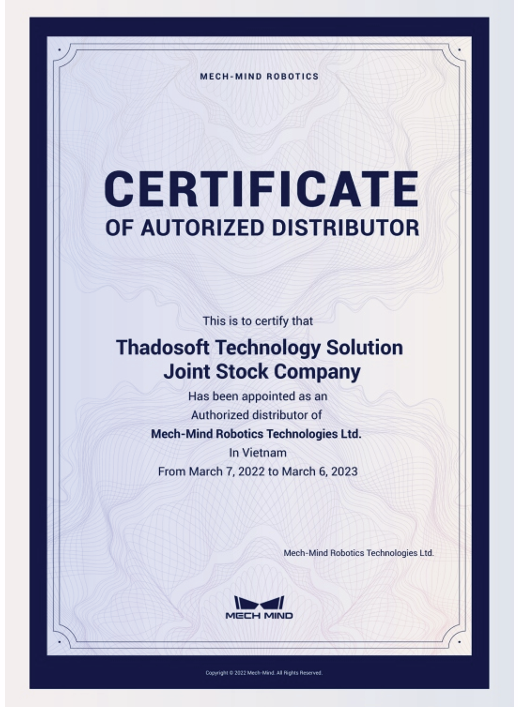 MECH-MIND ROBOTICS
CERTIFICATE
OF AUTORIZED DISTRIBUTOR
This is to certify that
Thadosoft Technology Solution
Joint Stock Company
Has been appointed as an
Authorized distributor of
Mech-Mind Robotics Technologies Ltd.
In Vietnam
From March 7, 2022 to March 6, 2023
Mech-Mind Robotics Technologies Ltd.
MECH MIND
Copyright © 2022 Mech-Mind. All Rights Reserved.